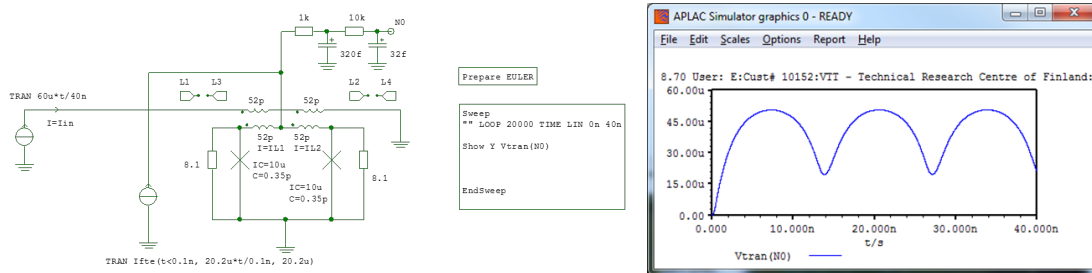 1k
10k
N0
320f
32f
L1
L3
L2
L4
TRAN 60u*t/40n
I=Iin
52p
52p
52p
52p
I=IL1
I=IL2
8.1
IC=10u
C=0.35p
IC=10u
C=0.35p
8.1
TRAN Ifte(t<0.1n, 20.2u*t/0.1n, 20.2u)
Prepare EULER
Sweep
"" LOOP 20000 TIME LIN 0n 40n
Show Y Vtran(N0)
EndSweep
APLAC Simulator graphics 0 - READY
File Edit Scales Options Report Help
8.70 User: E:Cust# 10152:VTT - Technical Research Centre of Finland:
60.00u
45.00u
30.00u
15.00u
0.00
0.000 10.000n 20.000n 30.000n 40.000n
t/s
Vtran(N0)